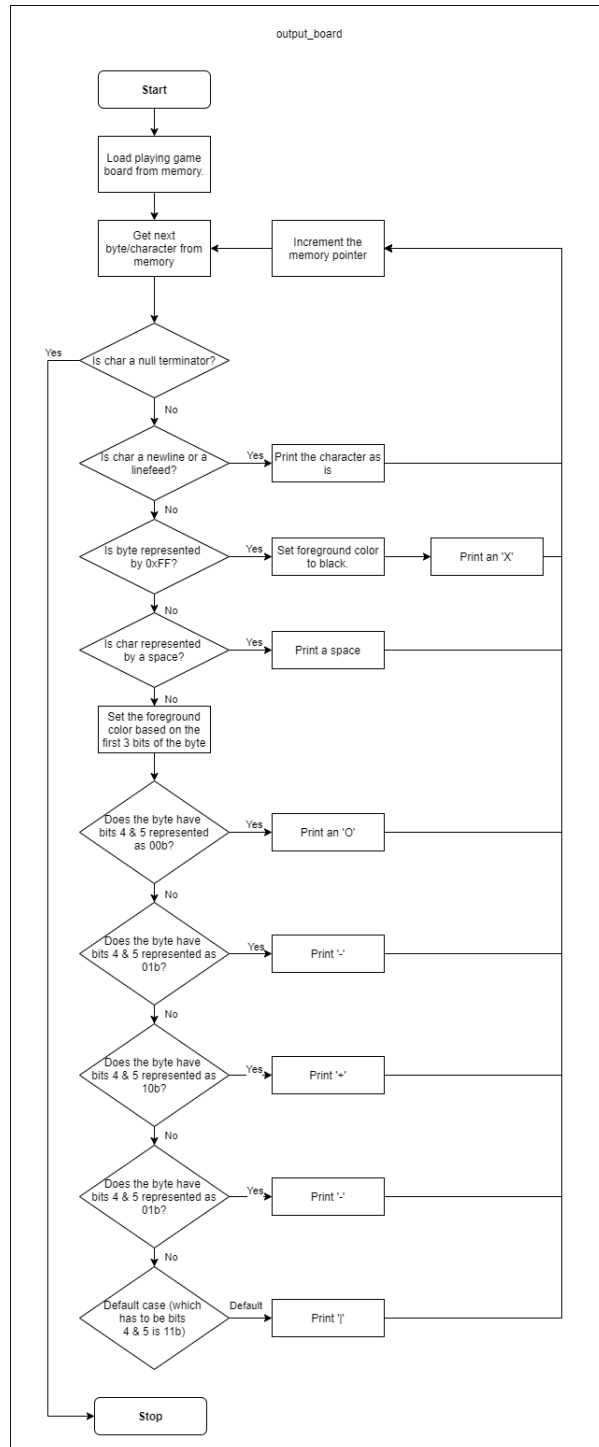 output_board
Start
Load playing game
board from memory.
Get next
byte/character from
memory
Increment the
memory pointer
Yes
Is char a null terminator?
No
Is char a newline or a
linefeed?
Yes
Print the character as
is
No
Is byte represented
by 0xFF?
Yes
Set foreground color
to black.
Print an 'X'
No
Is char represented
by a space?
Yes
Print a space
No
Set the foreground
color based on the
first 3 bits of the byte
Does the byte have
bits 4 & 5 represented
as 00b?
Yes
Print an 'O'
No
Does the byte have
bits 4 & 5 represented as
01b?
Yes
Print '-'
No
Does the byte have
bits 4 & 5 represented as
10b?
Yes
Print '+'
No
Does the byte have
bits 4 & 5 represented as
01b?
Yes
Print '-'
No
Default case (which
has to be bits
4 & 5 is 11b)
Default
Print '|'
Stop